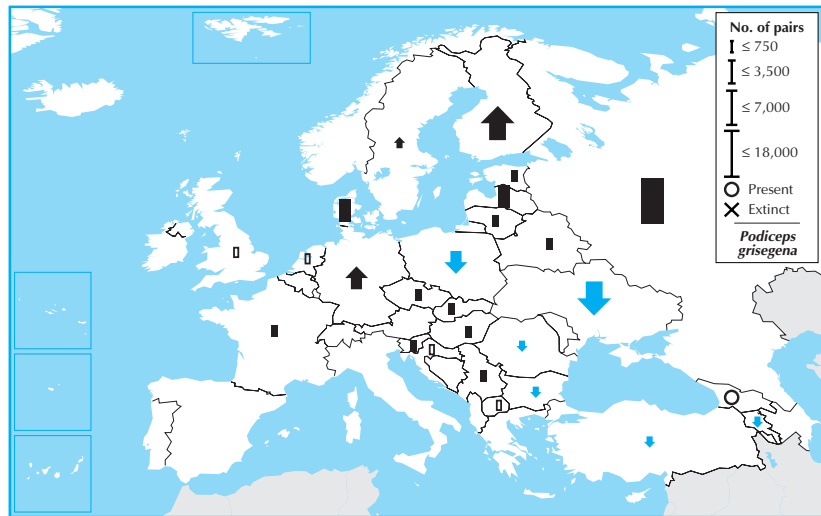 No. of pairs
≤ 750
≤ 3,500
≤ 7,000
≤ 18,000
Present
Extinct
Podiceps
grisegena